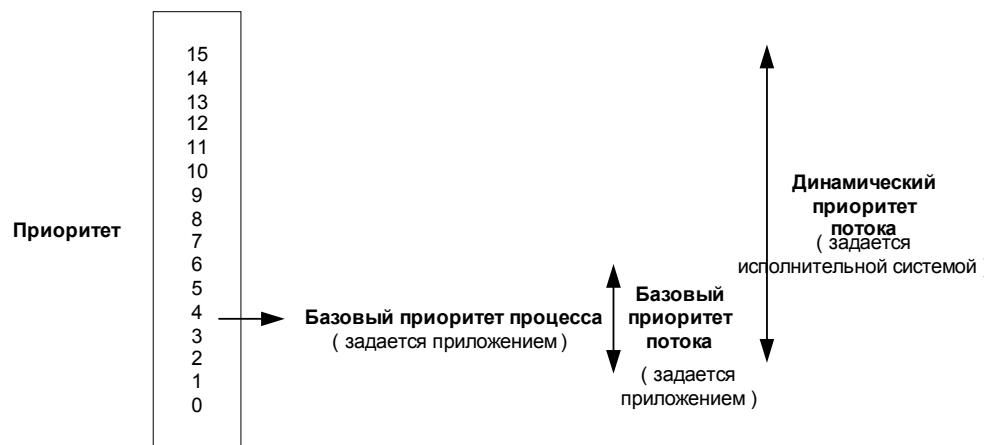 15
14
13
12
11
10
9
8
7
6
5
4
3
2
1
0
Приоритет
Базовый приоритет процесса
( задается приложением )
Базовый
приоритет
потока
( задается
приложением )
Динамический
приоритет
потока
( задается
исполнительной системой )